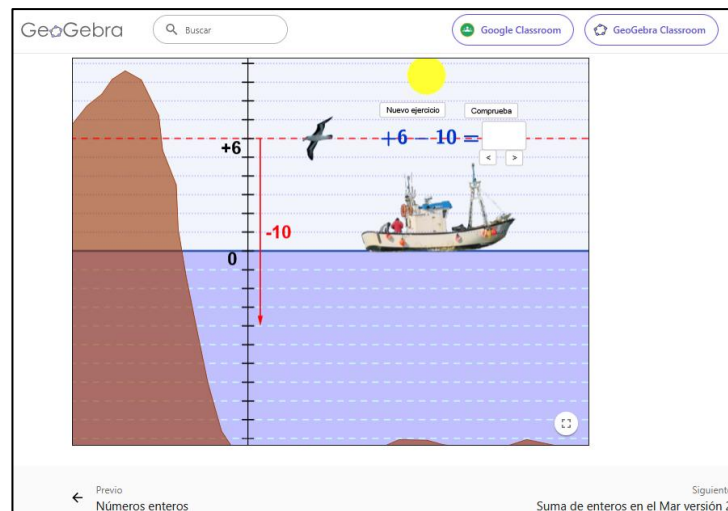 GeoGebra
Buscar
Google Classroom
GeoGebra Classroom
Nuevo ejercicio
Comprueba
+6
+6 − 10 =
< >
-10
0
Previo
Números enteros
Siguiente
Suma de enteros en el Mar versión